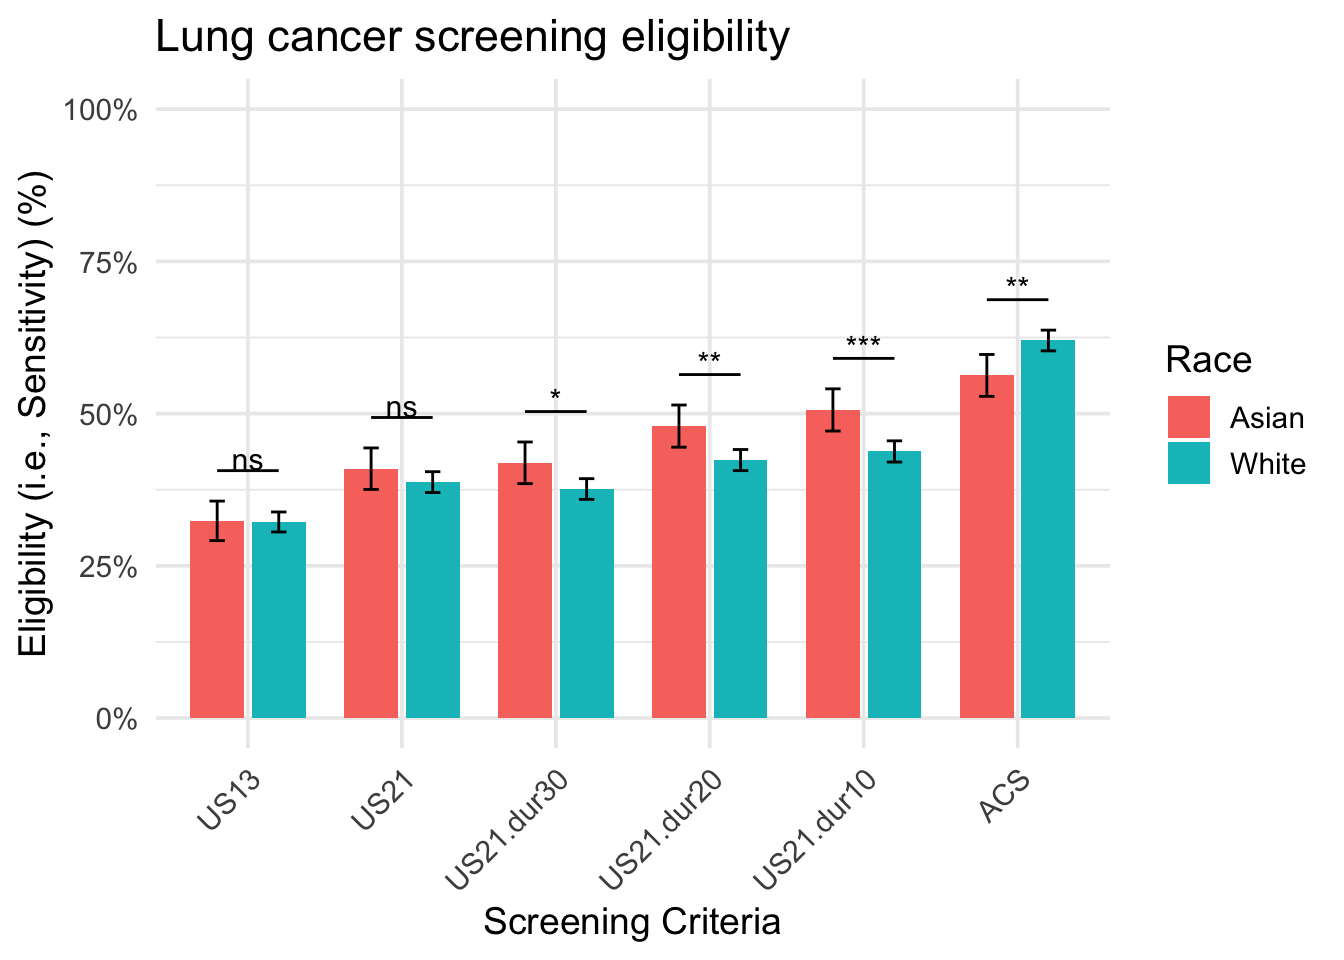 Lung cancer screening eligibility
Eligibility (i.e., Sensitivity) (%)
100%
75%
50%
25%
0%
ns
ns
*
**
***
**
US13
US21
US21.dur30
US21.dur20
US21.dur10
ACS
Screening Criteria
Race
Asian
White